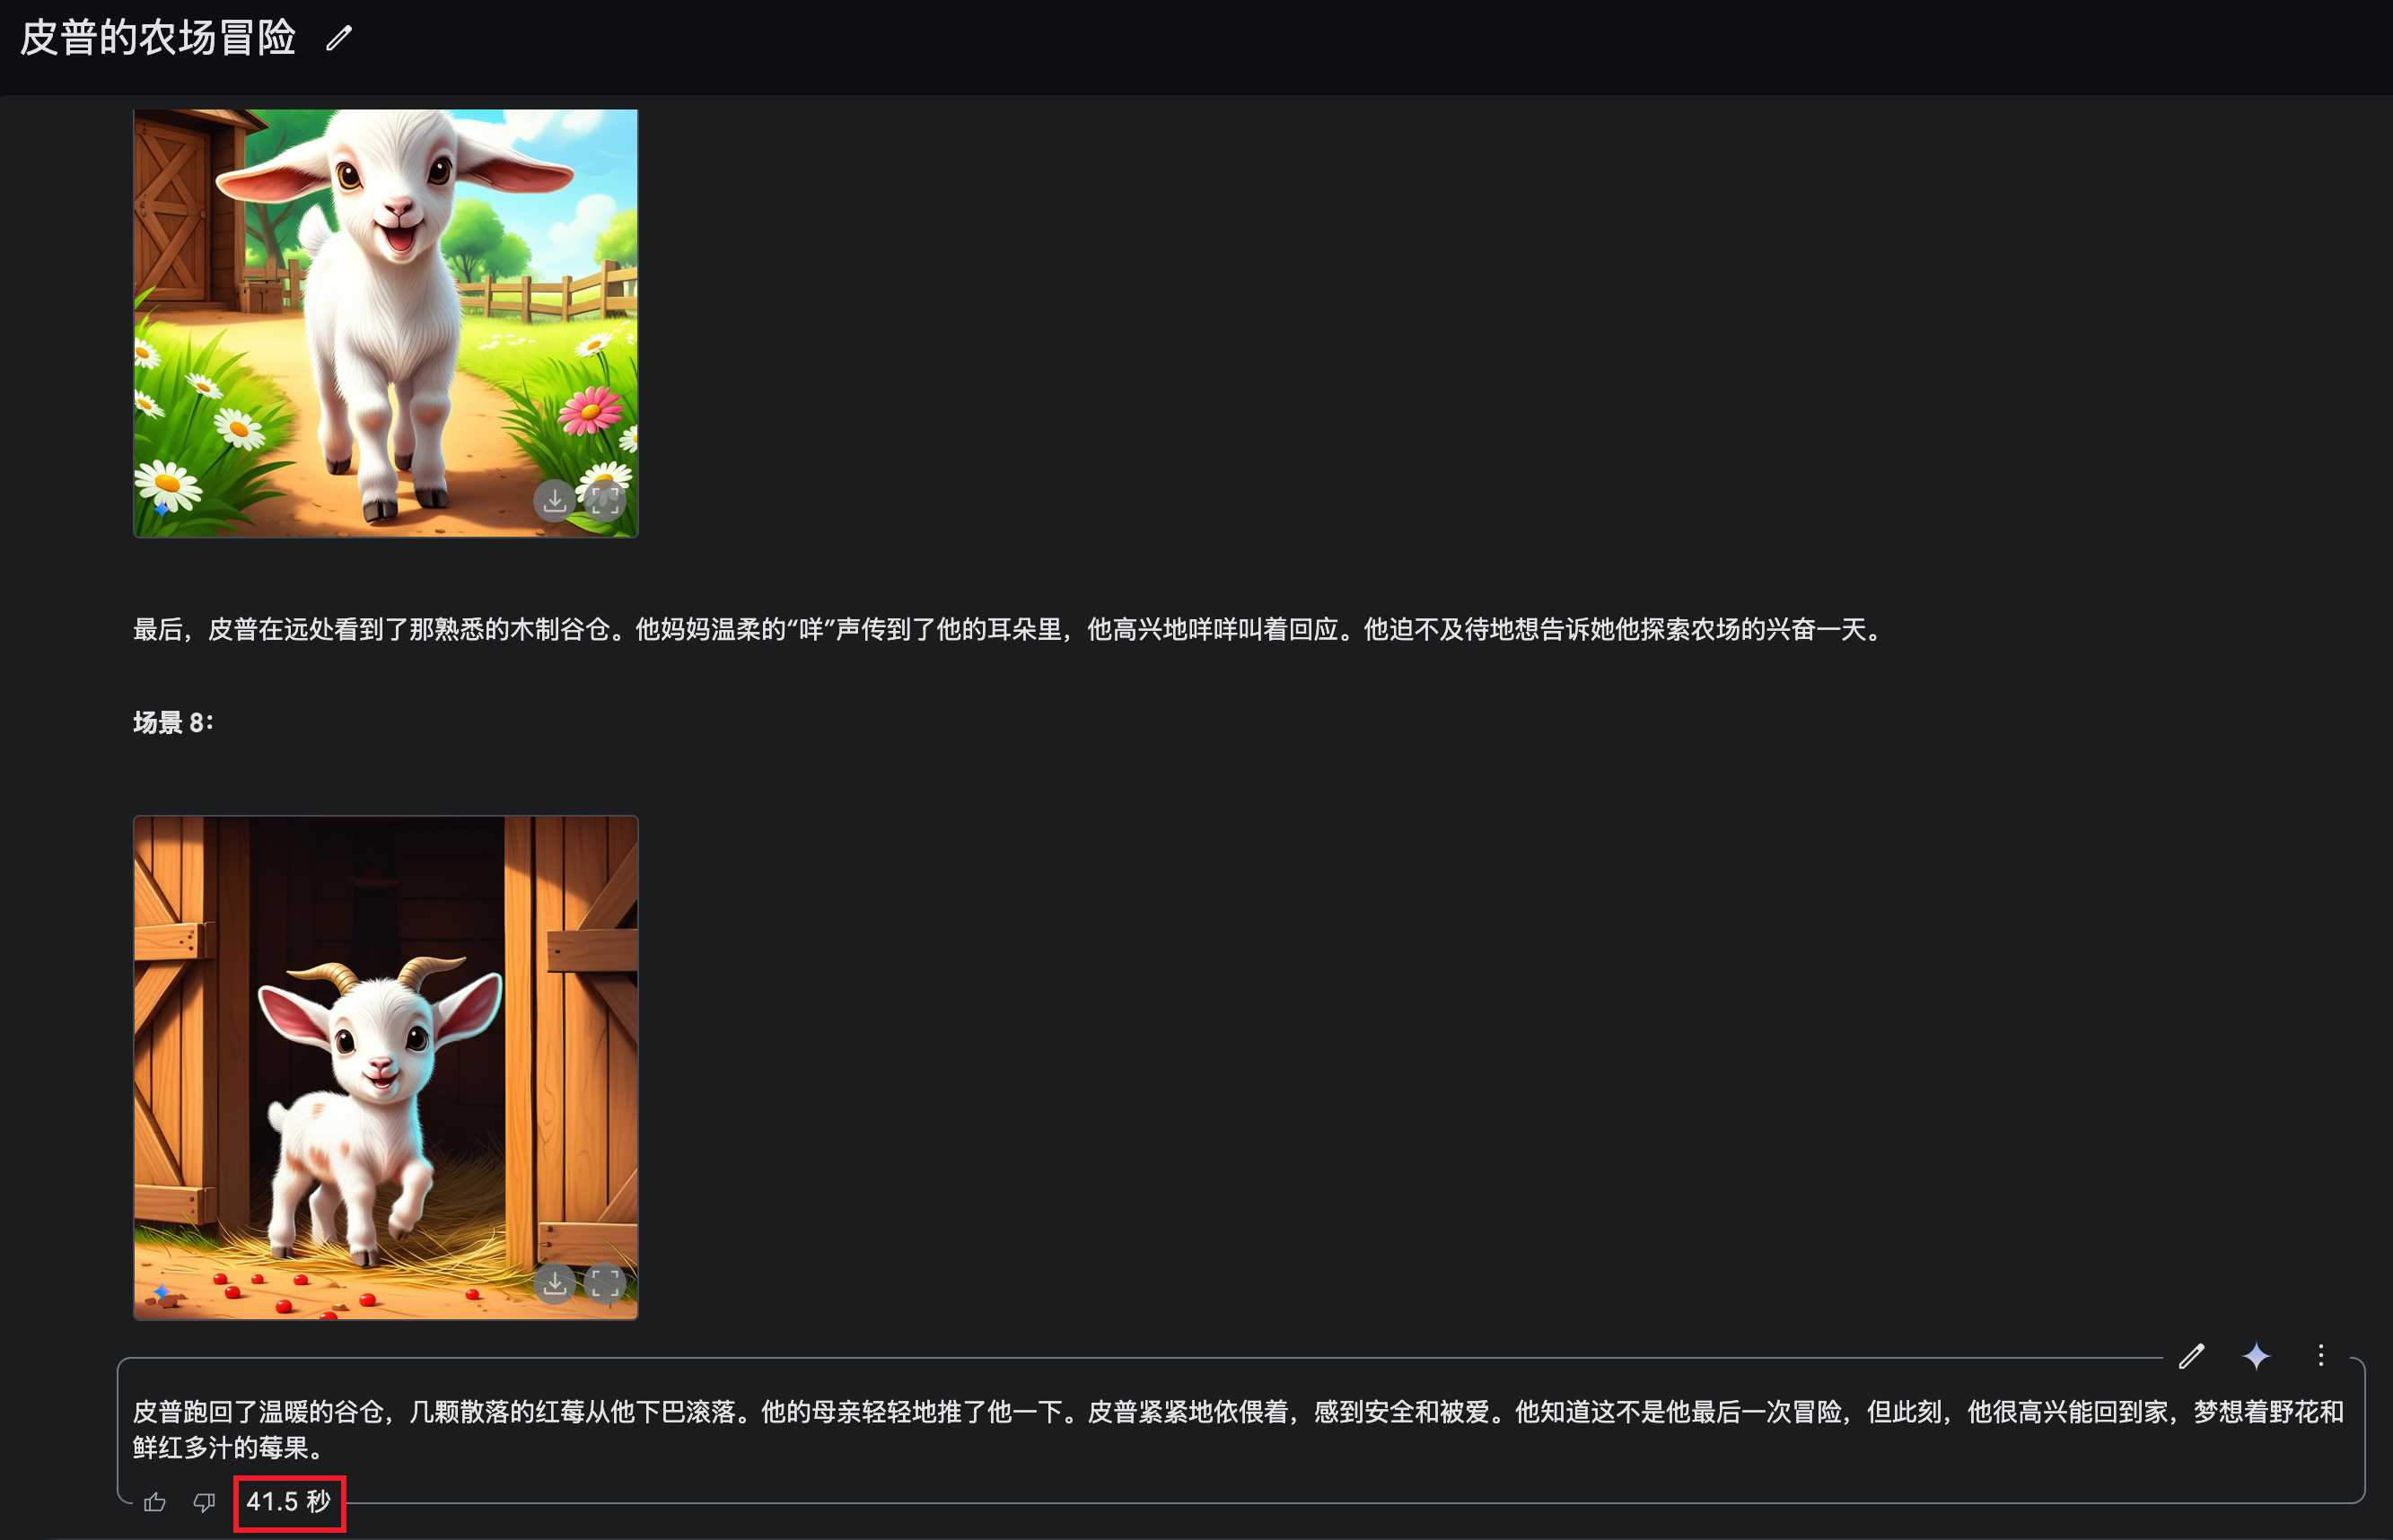 皮普的农场冒险
最后，皮普在远处看到了那熟悉的木制谷仓。他妈妈温柔的“咩”声传到了他的耳朵里，他高兴地咩咩叫着回应。他迫不及待地想告诉她他探索农场的兴奋一天。
场景 8：
皮普跑回了温暖的谷仓，几颗散落的红莓从他下巴滚落。他的母亲轻轻地推了他一下。皮普紧紧地依偎着，感到安全和被爱。他知道这不是他最后一次冒险，但此刻，他很高兴能回到家，梦想着野花和
鲜红多汁的莓果。
41.5 秒